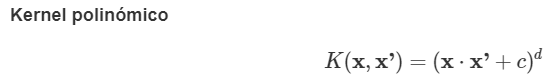 Kernel polinómico
K(x, x’) = (x · x’ + c)^d